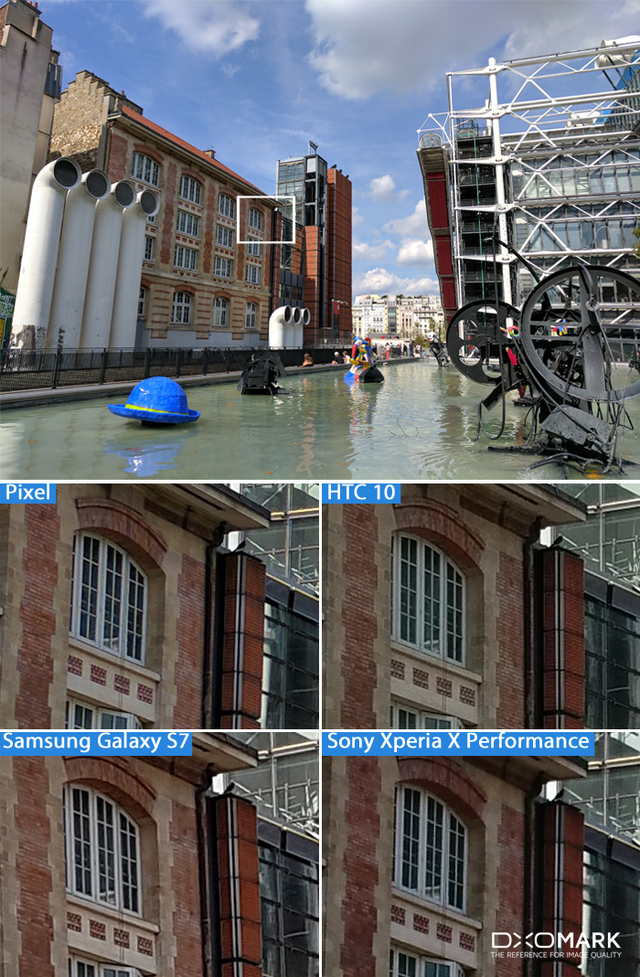 Pixel
HTC 10
Samsung Galaxy S7
Sony Xperia X Performance
DXOMARK
THE REFERENCE FOR IMAGE QUALITY